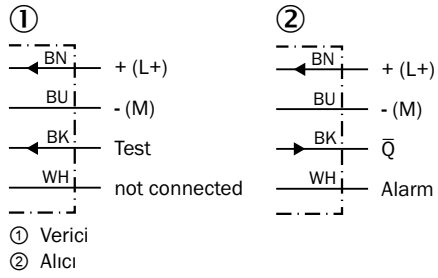 ① ②
BN + (L+) BN + (L+)
BU - (M) BU - (M)
BK Test BK Q̅
WH not connected WH Alarm
① Verici
② Alıcı